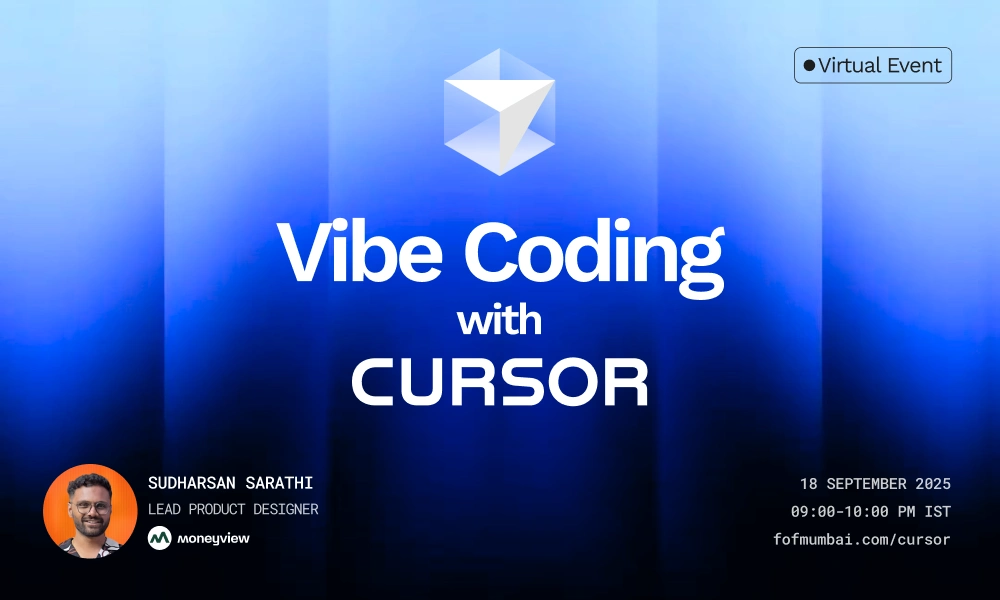 Virtual Event
Vibe Coding
with
CURSOR
SUDHARSAN SARATHI
LEAD PRODUCT DESIGNER
moneyview
18 SEPTEMBER 2025
09:00-10:00 PM IST
fofmumbai.com/cursor